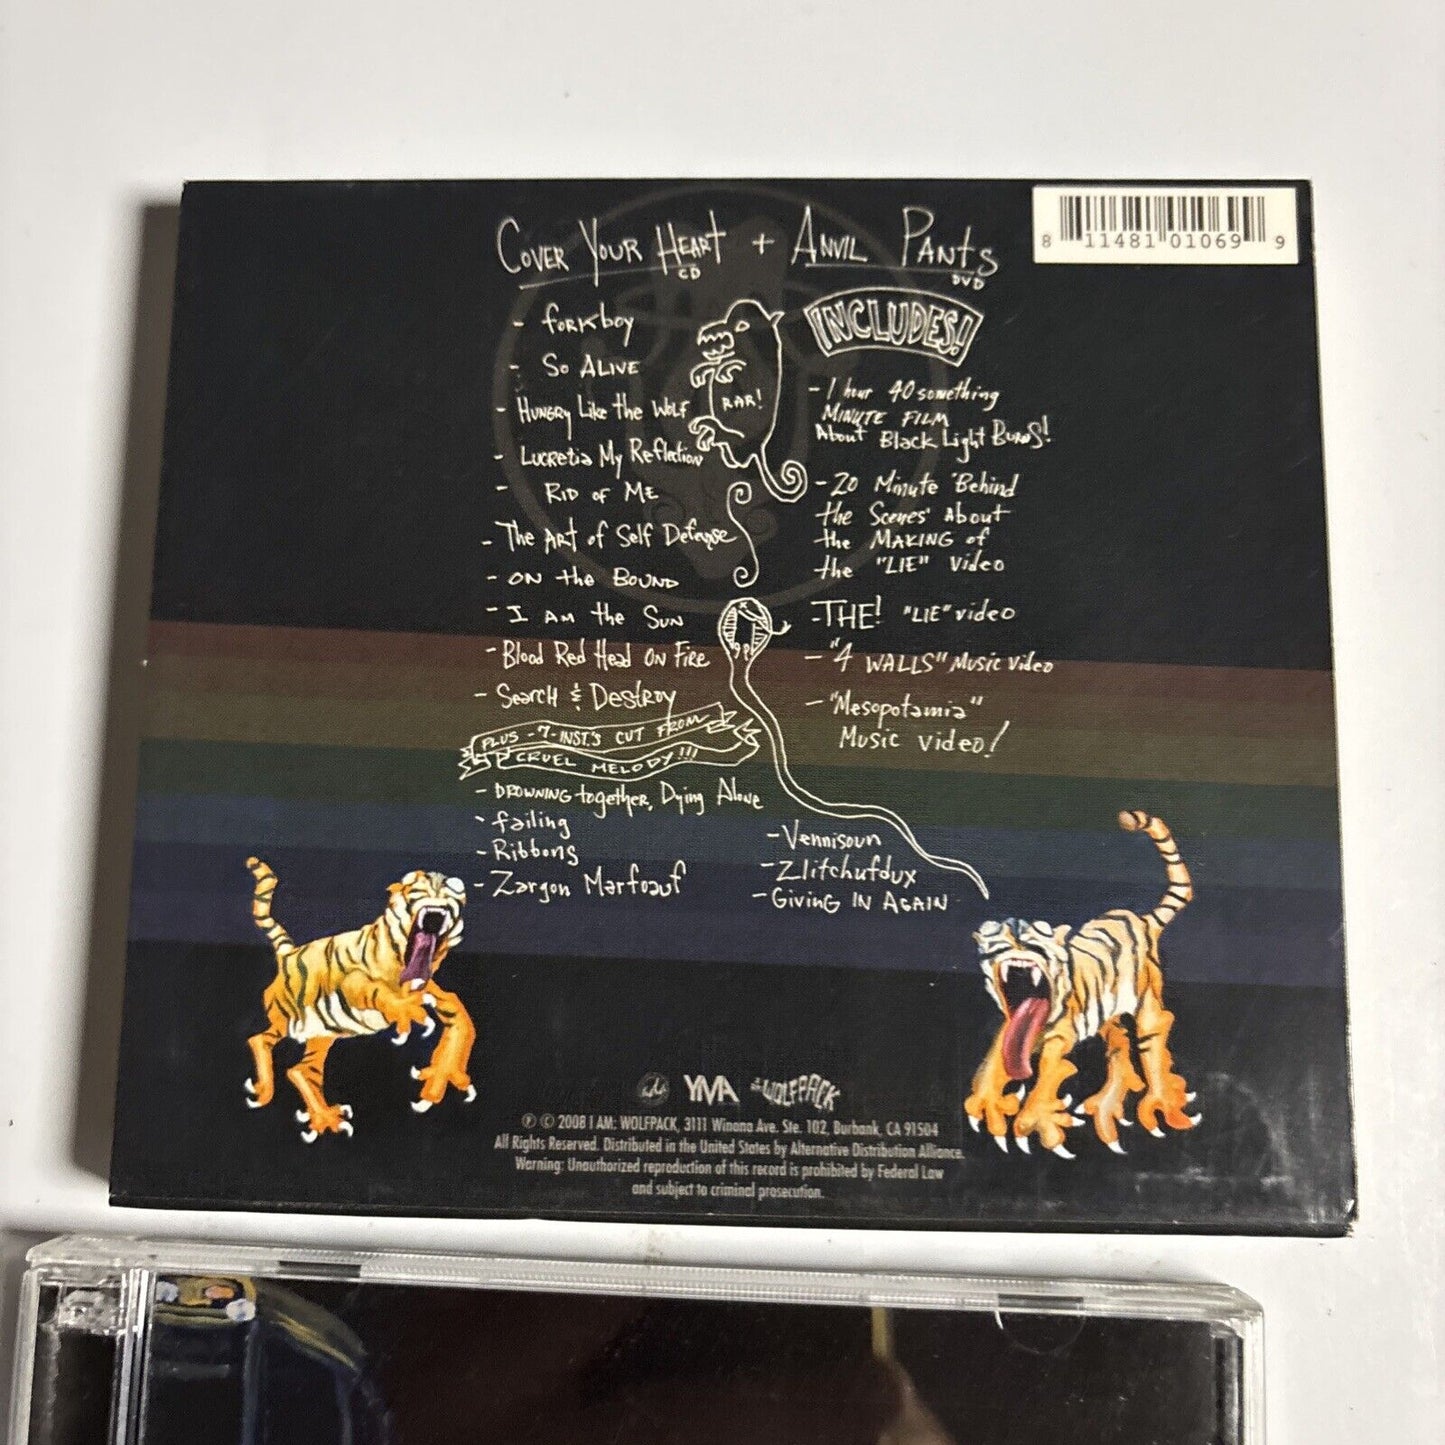 COVER YOUR HEART + ANVIL PANTS
CD
DVD
8 11481 01069 9
- forkboy
- SO ALIVE
- HUNGRY Like the WOLF
- LUCRETIA MY Reflection
- RID OF ME
- The ART of Self Defense
- ON the BOUND
- I AM the SUN
- Blood Red Head ON FIRE
- Search & Destroy
PLUS -7- INST.'S CUT FROM
CRUEL MELODY!!!
- DROWNING together, Dying Alone
- failing
- Ribbons
- Zargon Marfoauf
- Vennisoun
- Zlitchufdux
- GiViNG IN AGAIN
RAR!
INCLUDES!
- 1 hour 40 something
MINUTE FILM
About Black Light Burns!
- 20 Minute 'Behind
the Scenes' About
the MAKING of
the "LIE" Video
- THE! "LIE" video
- "4 WALLS" Music video
- "Mesopotamia"
Music video!
YMA
I AM: WOLFPACK
℗ © 2008 I AM: WOLFPACK, 3111 Winona Ave. Ste. 102, Burbank, CA 91504
All Rights Reserved. Distributed in the United States by Alternative Distribution Alliance.
Warning: Unauthorized reproduction of this record is prohibited by Federal Law
and subject to criminal prosecution.